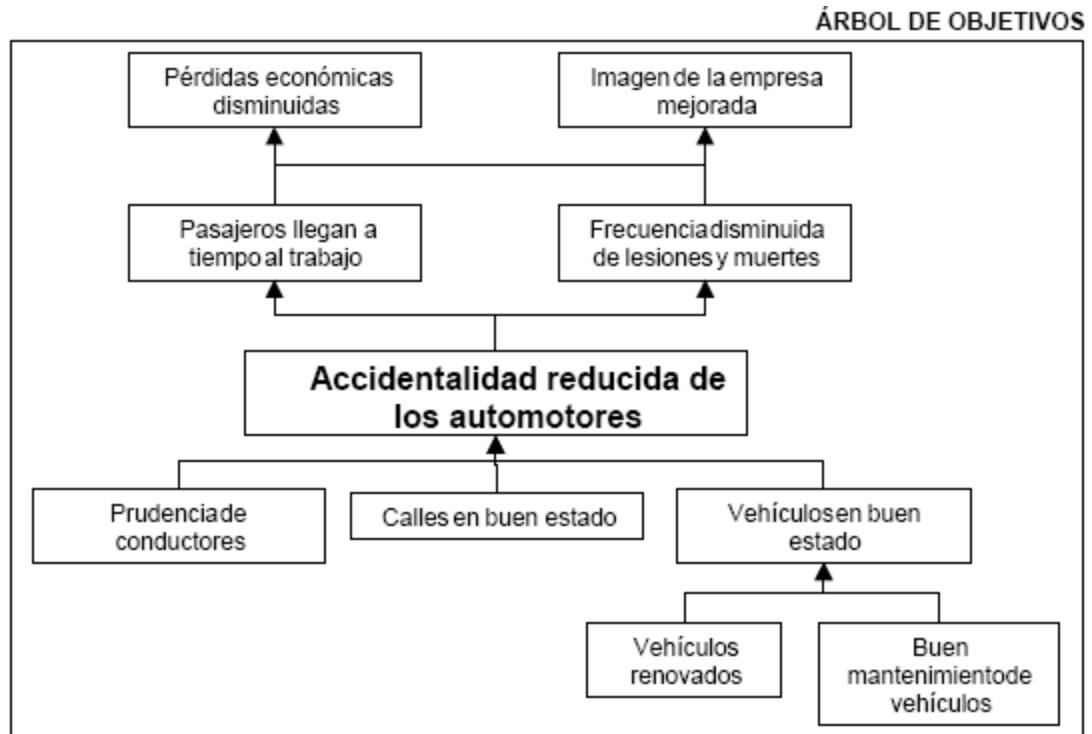 ÁRBOL DE OBJETIVOS
Pérdidas económicas
disminuidas
Imagen de la empresa
mejorada
Pasajeros llegan a
tiempo al trabajo
Frecuencia disminuida
de lesiones y muertes
Accidentalidad reducida de
los automotores
Prudencia de
conductores
Calles en buen estado
Vehículos en buen
estado
Vehículos
renovados
Buen
mantenimiento de
vehículos